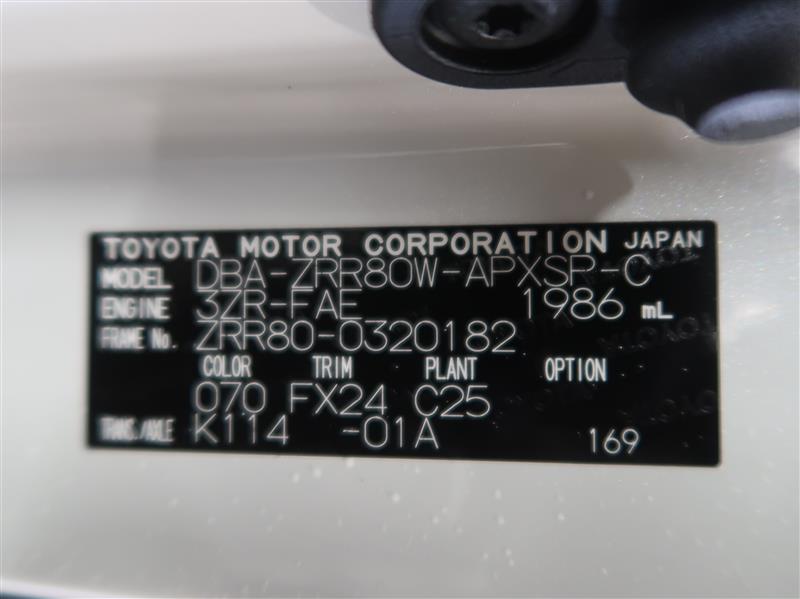 TOYOTA MOTOR CORPORATION JAPAN
MODEL DBA-ZRR80W-APXSR-C
ENGINE 3ZR-FAE 1986 mL
FRAME No. ZRR80-0320182
COLOR TRIM PLANT OPTION
070 FX24 C25
TRANS./AXLE K114 -01A 169